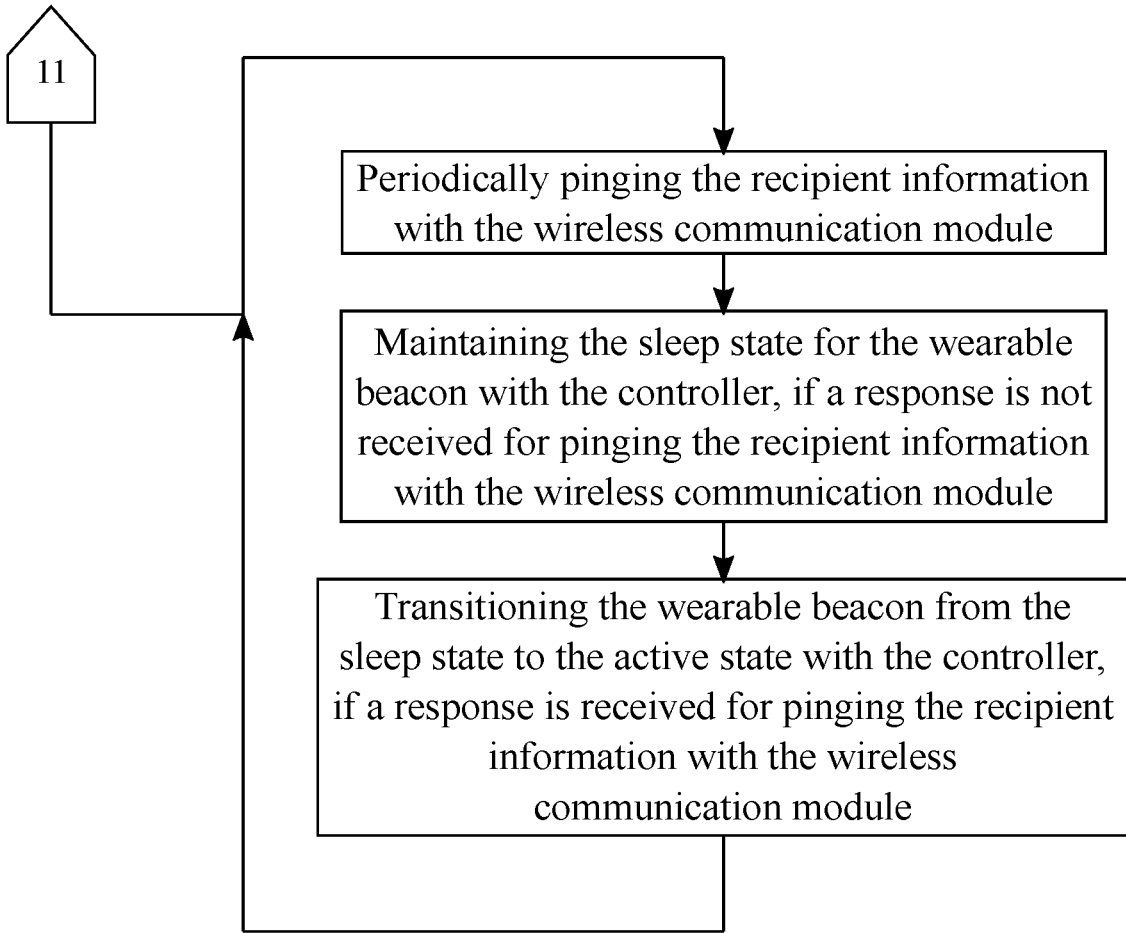 11
Periodically pinging the recipient information
with the wireless communication module
Maintaining the sleep state for the wearable
beacon with the controller, if a response is not
received for pinging the recipient information
with the wireless communication module
Transitioning the wearable beacon from the
sleep state to the active state with the controller,
if a response is received for pinging the recipient
information with the wireless
communication module